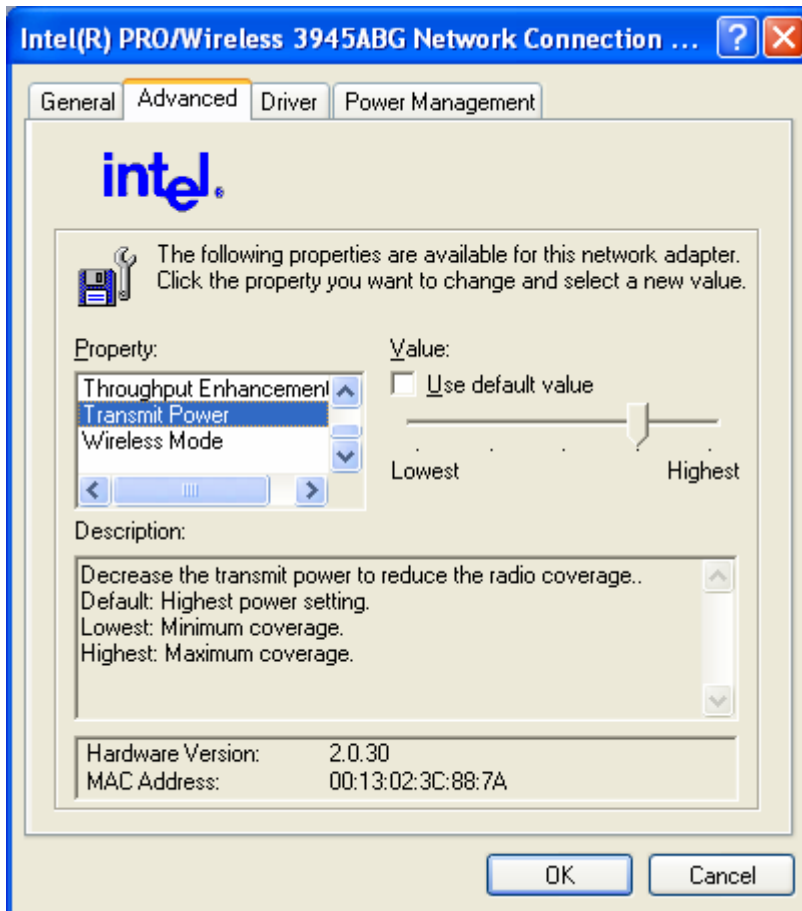 Intel(R) PRO/Wireless 3945ABG Network Connection ...
General Advanced Driver Power Management
intel®
The following properties are available for this network adapter.
Click the property you want to change and select a new value.
Property:
Throughput Enhancement
Transmit Power
Wireless Mode
Value:
Use default value
Lowest Highest
Description:
Decrease the transmit power to reduce the radio coverage..
Default: Highest power setting.
Lowest: Minimum coverage.
Highest: Maximum coverage.
Hardware Version: 2.0.30
MAC Address: 00:13:02:3C:88:7A
OK Cancel